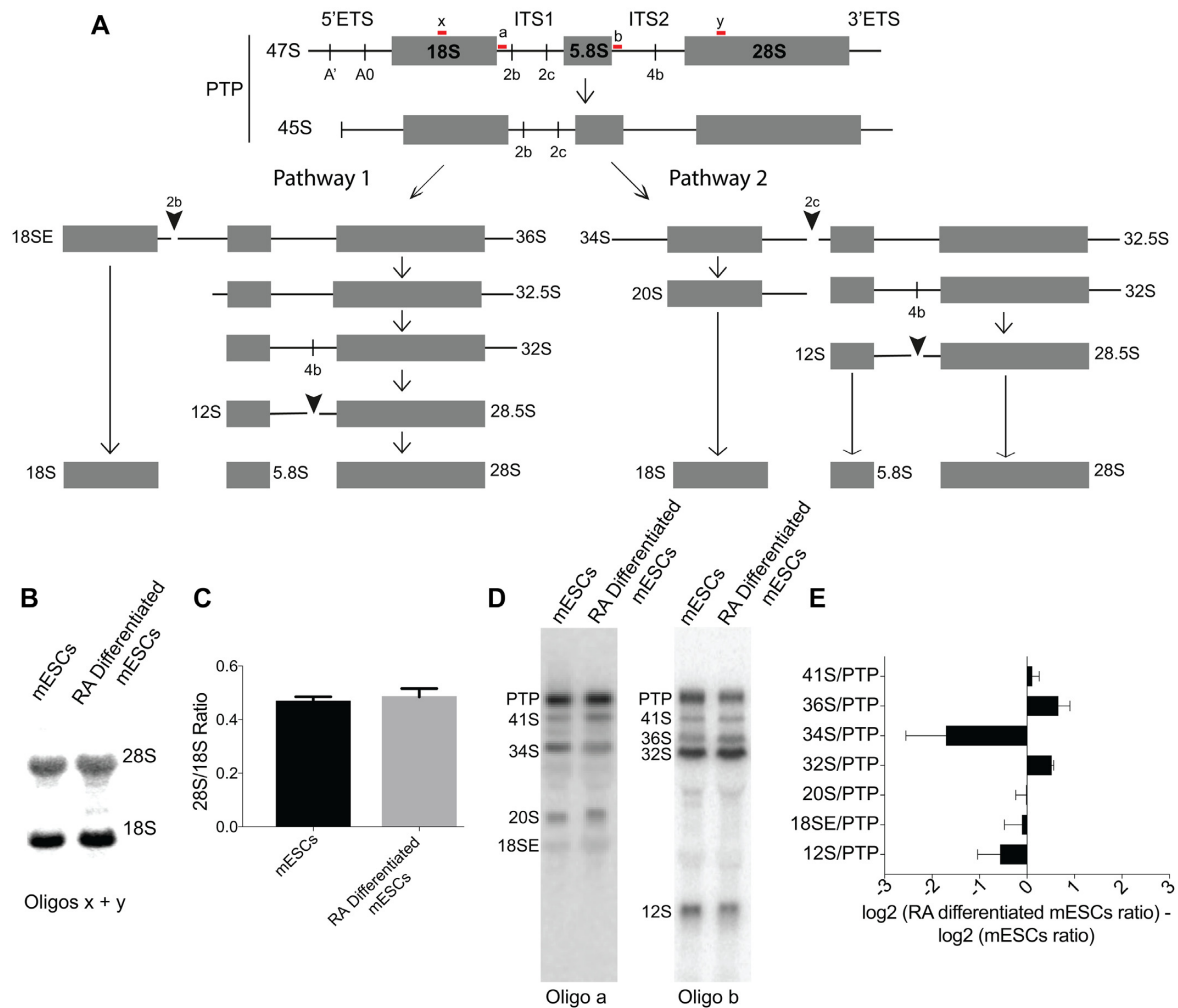 A
5'ETS
ITS1
ITS2
3'ETS
x
a
b
y
47S
18S
5.8S
28S
A'
A0
2b
2c
4b
PTP
45S
2b
2c
Pathway 1
Pathway 2
2b
18SE
36S
32.5S
32S
4b
12S
28.5S
18S
5.8S
28S
2c
34S
32.5S
20S
32S
4b
12S
28.5S
18S
5.8S
28S
B
mESCs
RA Differentiated
mESCs
28S
18S
Oligos x + y
C
28S/18S Ratio
0.6
0.4
0.2
0.0
mESCs
RA Differentiated
mESCs
D
mESCs
RA Differentiated
mESCs
PTP
41S
34S
20S
18SE
Oligo a
mESCs
RA Differentiated
mESCs
PTP
41S
36S
32S
12S
Oligo b
E
41S/PTP
36S/PTP
34S/PTP
32S/PTP
20S/PTP
18SE/PTP
12S/PTP
-3
-2
-1
0
1
2
3
log2 (RA differentiated mESCs ratio) -
log2 (mESCs ratio)